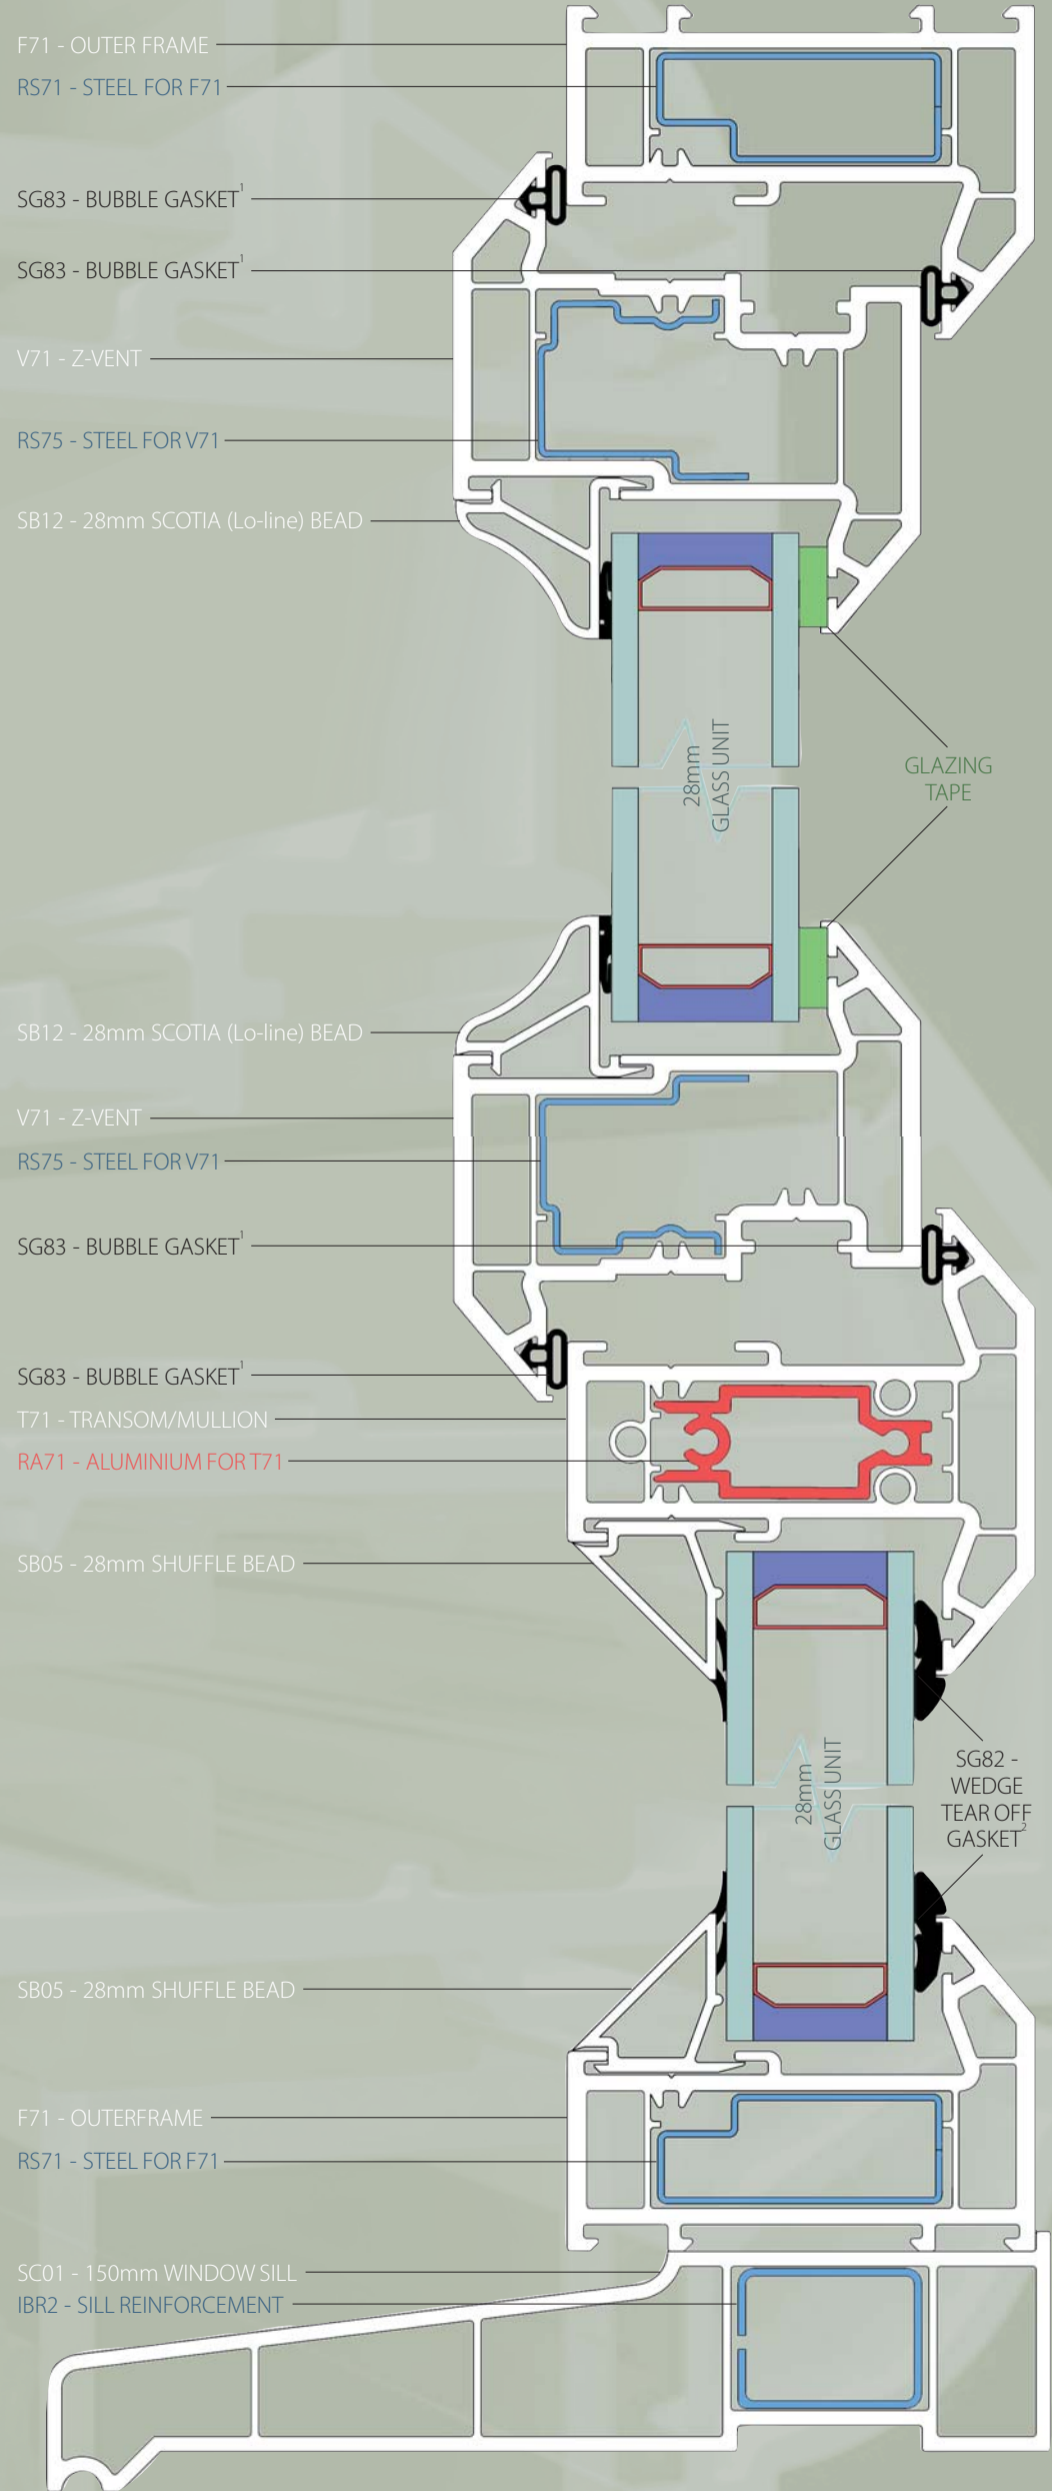 F71 - OUTER FRAME
RS71 - STEEL FOR F71
SG83 - BUBBLE GASKET¹
SG83 - BUBBLE GASKET¹
V71 - Z-VENT
RS75 - STEEL FOR V71
SB12 - 28mm SCOTIA (Lo-line) BEAD
28mm
GLASS UNIT
GLAZING
TAPE
SB12 - 28mm SCOTIA (Lo-line) BEAD
V71 - Z-VENT
RS75 - STEEL FOR V71
SG83 - BUBBLE GASKET¹
SG83 - BUBBLE GASKET¹
T71 - TRANSOM/MULLION
RA71 - ALUMINIUM FOR T71
SB05 - 28mm SHUFFLE BEAD
28mm
GLASS UNIT
SG82 -
WEDGE
TEAR OFF
GASKET²
SB05 - 28mm SHUFFLE BEAD
F71 - OUTERFRAME
RS71 - STEEL FOR F71
SC01 - 150mm WINDOW SILL
IBR2 - SILL REINFORCEMENT